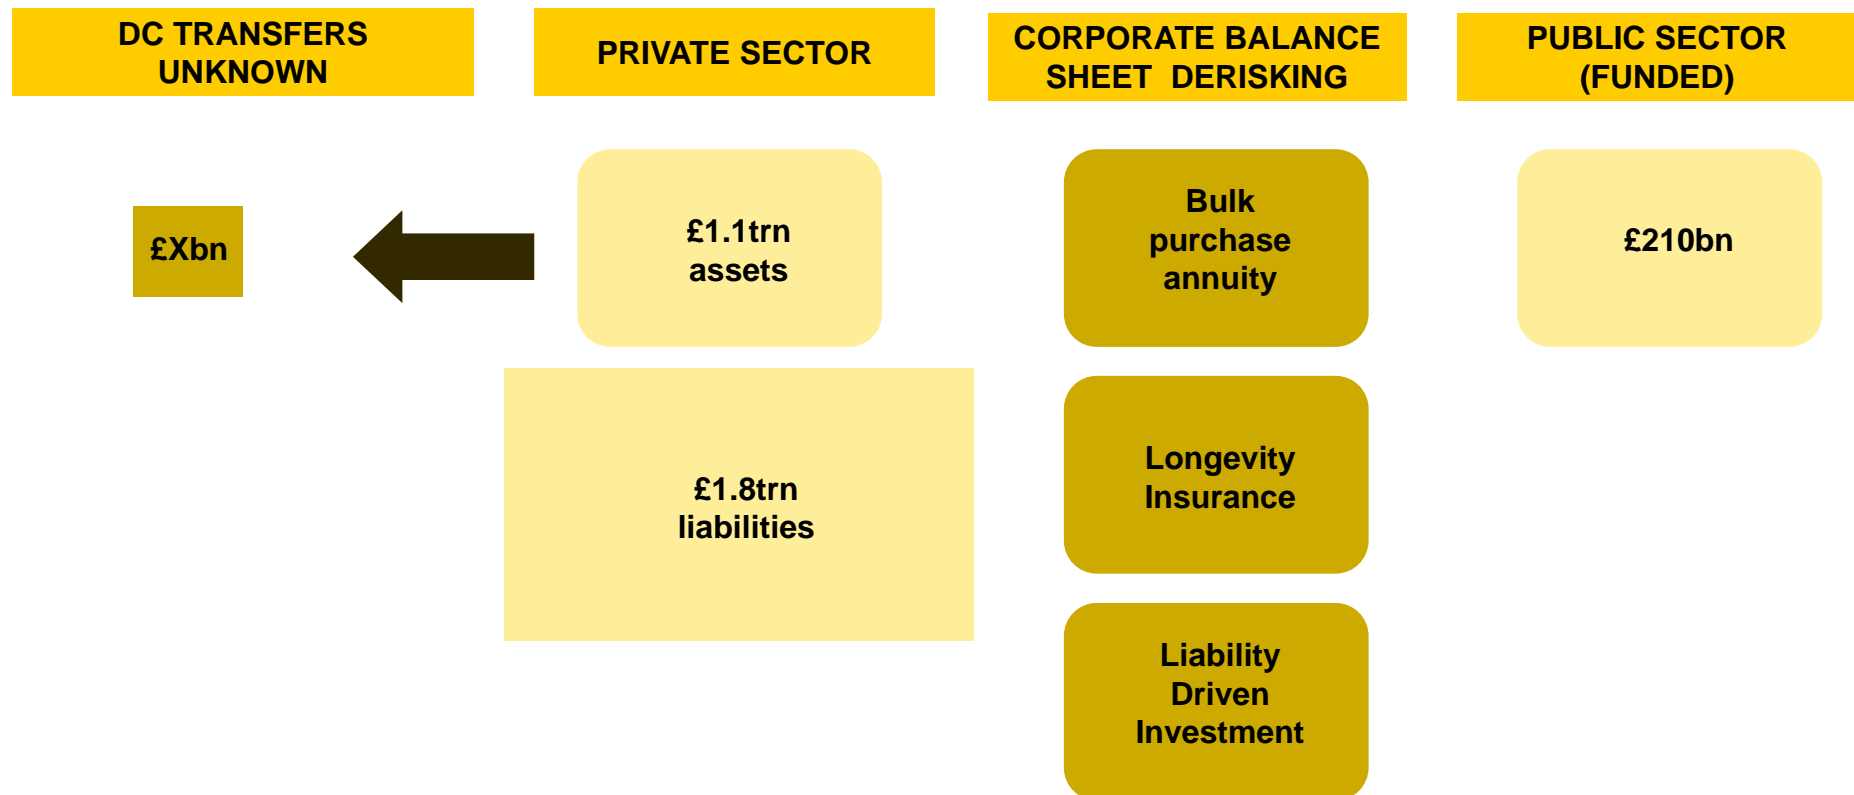 DC TRANSFERS
UNKNOWN
PRIVATE SECTOR
CORPORATE BALANCE
SHEET DERISKING
PUBLIC SECTOR
(FUNDED)
£Xbn
£1.1trn
assets
Bulk
purchase
annuity
£210bn
£1.8trn
liabilities
Longevity
Insurance
Liability
Driven
Investment